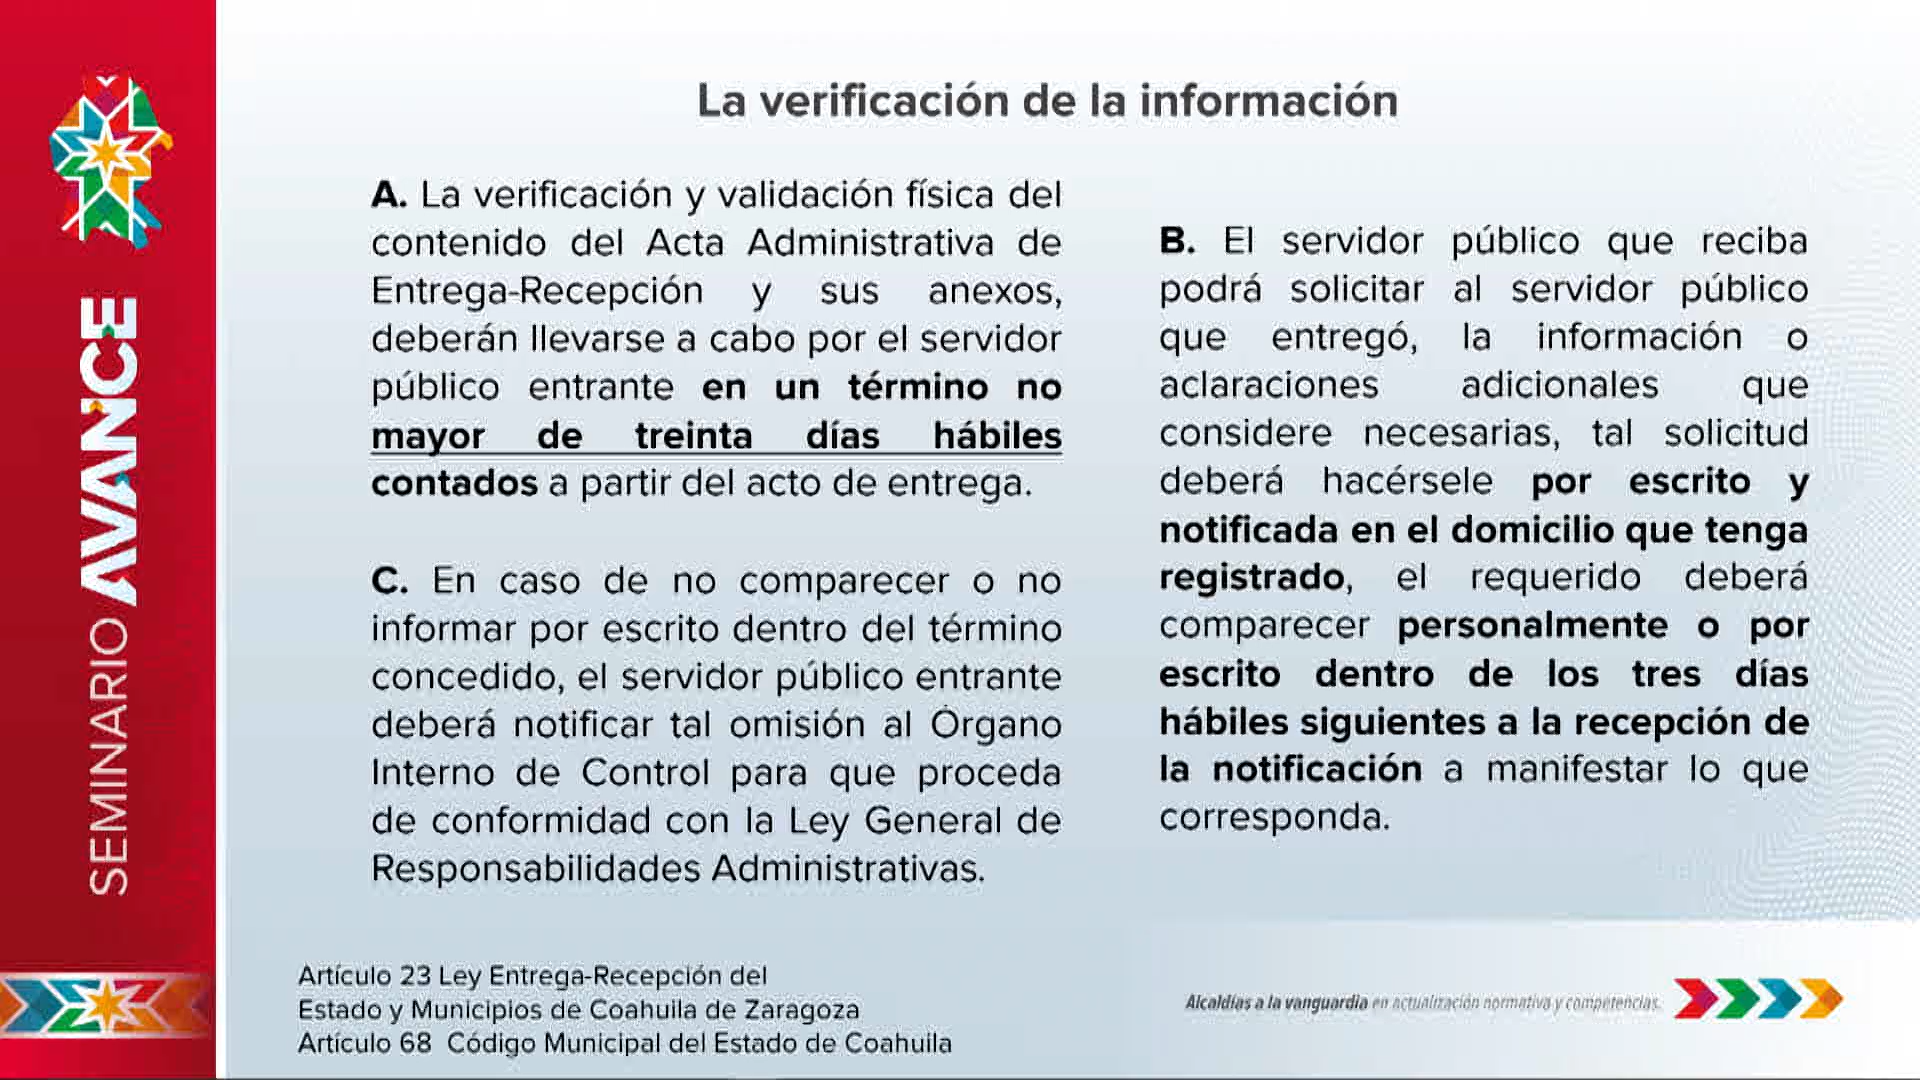 SEMINARIO AVANCE
La verificación de la información
A. La verificación y validación física del
contenido del Acta Administrativa de
Entrega-Recepción y sus anexos,
deberán llevarse a cabo por el servidor
público entrante en un término no
mayor de treinta días hábiles
contados a partir del acto de entrega.
C. En caso de no comparecer o no
informar por escrito dentro del término
concedido, el servidor público entrante
deberá notificar tal omisión al Órgano
Interno de Control para que proceda
de conformidad con la Ley General de
Responsabilidades Administrativas.
B. El servidor público que reciba
podrá solicitar al servidor público
que entregó, la información o
aclaraciones adicionales que
considere necesarias, tal solicitud
deberá hacérsele por escrito y
notificada en el domicilio que tenga
registrado, el requerido deberá
comparecer personalmente o por
escrito dentro de los tres días
hábiles siguientes a la recepción de
la notificación a manifestar lo que
corresponda.
Artículo 23 Ley Entrega-Recepción del
Estado y Municipios de Coahuila de Zaragoza
Artículo 68 Código Municipal del Estado de Coahuila
Alcaldías a la vanguardia en actualización normativa y competencias.